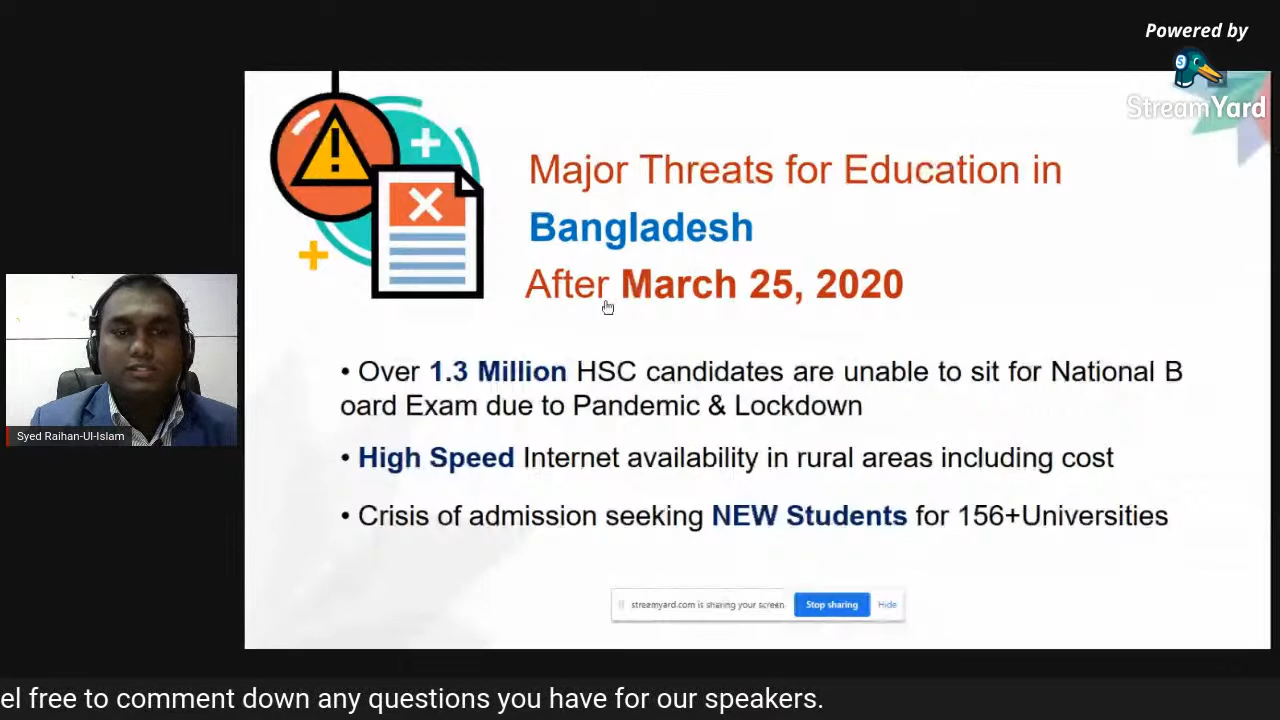 Powered by
StreamYard
Major Threats for Education in
Bangladesh
After March 25, 2020
• Over 1.3 Million HSC candidates are unable to sit for National B
oard Exam due to Pandemic & Lockdown
• High Speed Internet availability in rural areas including cost
• Crisis of admission seeking NEW Students for 156+Universities
Syed Raihan-Ul-Islam
streamyard.com is sharing your screen. Stop sharing Hide
el free to comment down any questions you have for our speakers.